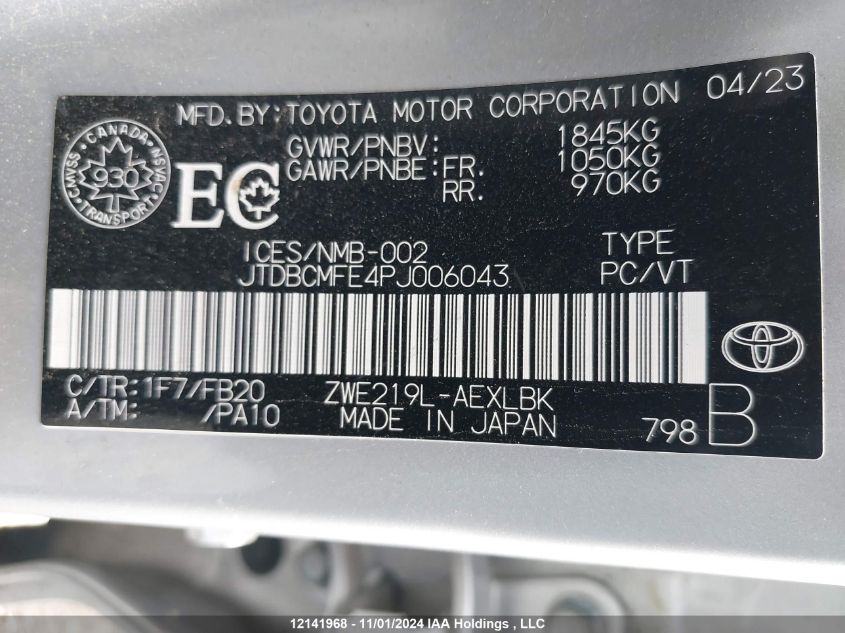 MFD.BY:TOYOTA MOTOR CORPORATION 04/23
GVWR/PNBV: 1845KG
GAWR/PNBE:FR. 1050KG
RR. 970KG
CANADA
CMVSS NSVAC
930
TRANSPORT
EC
ICES/NMB-002 TYPE
JTDBCMFE4PJ006043 PC/VT
C/TR:1F7/FB20 ZWE219L-AEXLBK
A/TM: /PA10 MADE IN JAPAN 798 B
12141968 - 11/01/2024 IAA Holdings , LLC